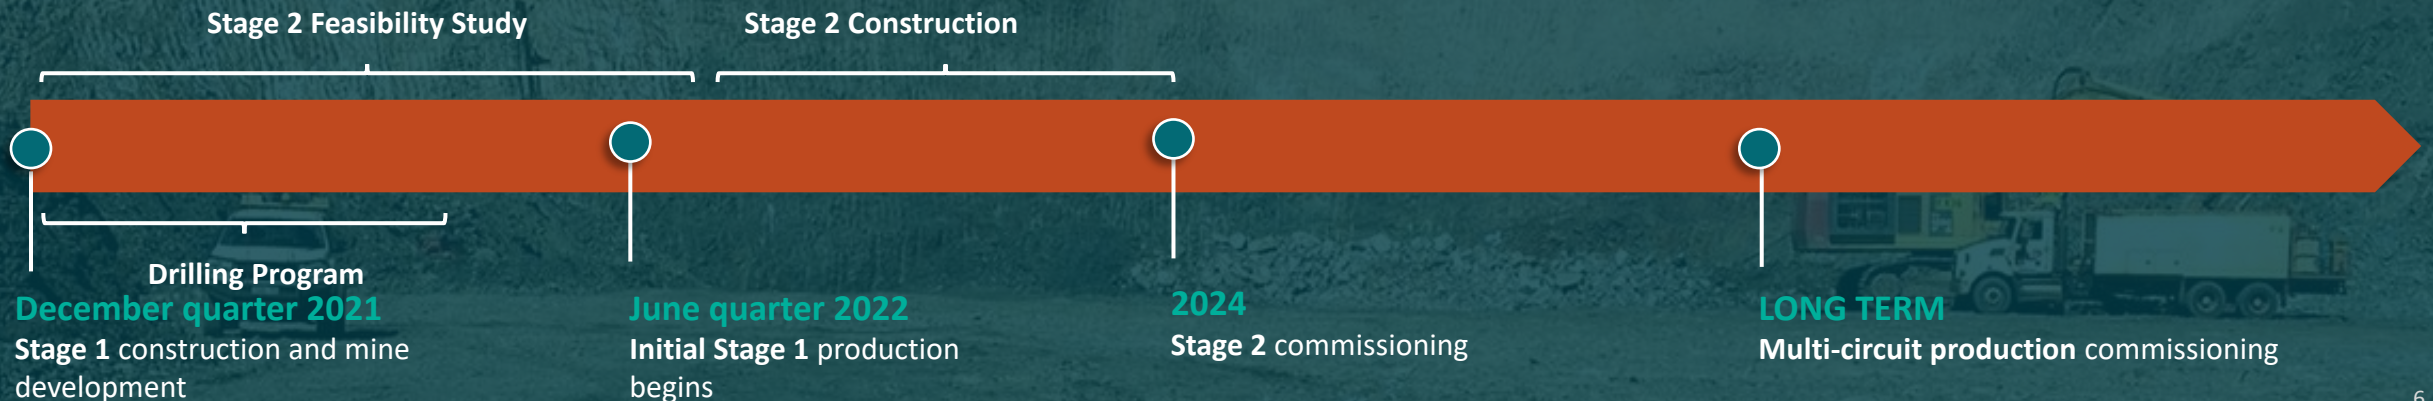 Stage 2 Feasibility Study
Stage 2 Construction
Drilling Program
December quarter 2021
Stage 1 construction and mine
development
June quarter 2022
Initial Stage 1 production
begins
2024
Stage 2 commissioning
LONG TERM
Multi-circuit production commissioning
6